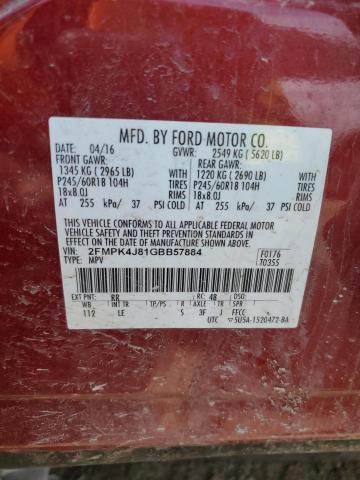 MFD. BY FORD MOTOR CO.
DATE: 04/16 GVWR: 2549 KG ( 5620 LB)
FRONT GAWR: REAR GAWR:
1345 KG ( 2965 LB) 1220 KG ( 2690 LB)
P245/60R18 104H TIRES P245/60R18 104H TIRES
18x8.0J RIMS 18x8.0J RIMS
AT 255 kPa/ 37 PSI COLD AT 255 kPa/ 37 PSI COLD
THIS VEHICLE CONFORMS TO ALL APPLICABLE FEDERAL MOTOR
VEHICLE SAFETY AND THEFT PREVENTION STANDARDS IN
EFFECT ON THE DATE OF MANUFACTURE SHOWN ABOVE.
VIN: 2FMPK4J81GBB57884 F0176
TYPE: MPV T0355
EXT PNT: RR RC: 48 DSO:
WB INT TR TP/PS R AXLE TR SPR
112 LE S 3F J FFCC
UTC 5U5A-1520472-BA